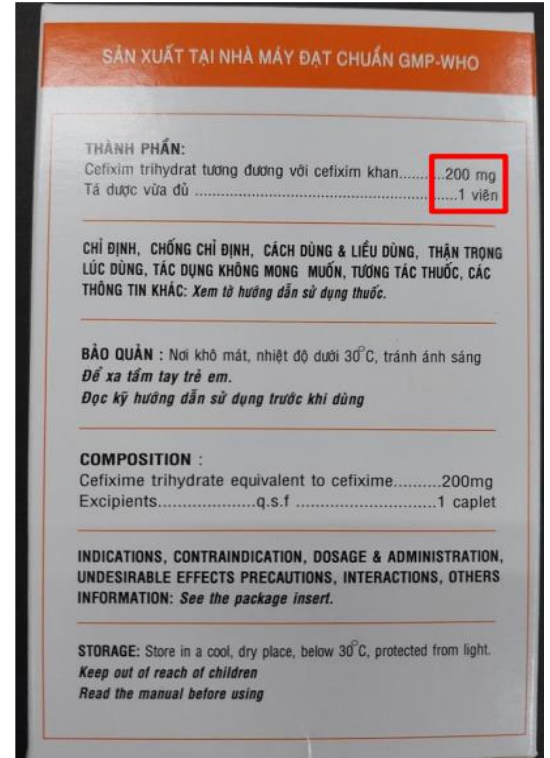 SẢN XUẤT TẠI NHÀ MÁY ĐẠT CHUẨN GMP-WHO
THÀNH PHẦN:
Cefixim trihydrat tương đương với cefixim khan..........200 mg
Tá dược vừa đủ ......................................................1 viên
CHỈ ĐỊNH, CHỐNG CHỈ ĐỊNH, CÁCH DÙNG & LIỀU DÙNG, THẬN TRỌNG
LÚC DÙNG, TÁC DỤNG KHÔNG MONG MUỐN, TƯƠNG TÁC THUỐC, CÁC
THÔNG TIN KHÁC: Xem tờ hướng dẫn sử dụng thuốc.
BẢO QUẢN : Nơi khô mát, nhiệt độ dưới 30°C, tránh ánh sáng
Để xa tầm tay trẻ em.
Đọc kỹ hướng dẫn sử dụng trước khi dùng
COMPOSITION :
Cefixime trihydrate equivalent to cefixime..........200mg
Excipients....................q.s.f .............................1 caplet
INDICATIONS, CONTRAINDICATION, DOSAGE & ADMINISTRATION,
UNDESIRABLE EFFECTS PRECAUTIONS, INTERACTIONS, OTHERS
INFORMATION: See the package insert.
STORAGE: Store in a cool, dry place, below 30°C, protected from light.
Keep out of reach of children
Read the manual before using